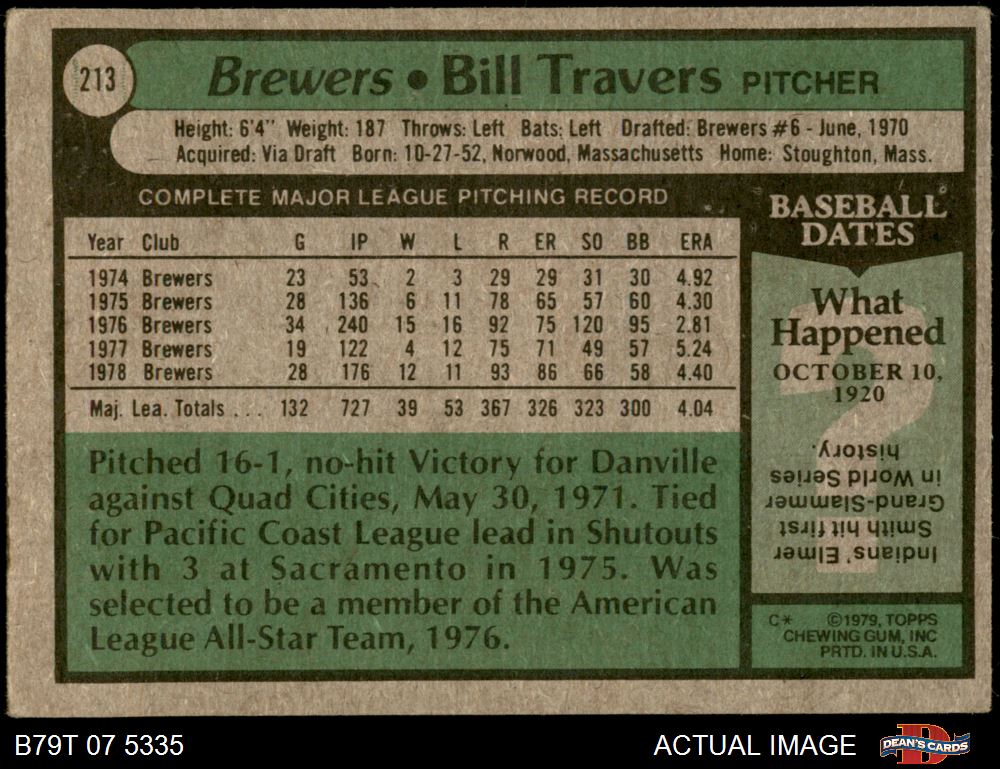 213
Brewers • Bill Travers PITCHER
Height: 6'4" Weight: 187 Throws: Left Bats: Left Drafted: Brewers #6 - June, 1970
Acquired: Via Draft Born: 10-27-52, Norwood, Massachusetts Home: Stoughton, Mass.
COMPLETE MAJOR LEAGUE PITCHING RECORD
Year Club G IP W L R ER SO BB ERA
1974 Brewers 23 53 2 3 29 29 31 30 4.92
1975 Brewers 28 136 6 11 78 65 57 60 4.30
1976 Brewers 34 240 15 16 92 75 120 95 2.81
1977 Brewers 19 122 4 12 75 71 49 57 5.24
1978 Brewers 28 176 12 11 93 86 66 58 4.40
Maj. Lea. Totals . . . 132 727 39 53 367 326 323 300 4.04
Pitched 16-1, no-hit Victory for Danville
against Quad Cities, May 30, 1971. Tied
for Pacific Coast League lead in Shutouts
with 3 at Sacramento in 1975. Was
selected to be a member of the American
League All-Star Team, 1976.
BASEBALL
DATES
What
Happened
OCTOBER 10,
1920
?
Indians' Elmer
Smith hit first
Grand-Slammer
in World Series
history.
C* ©1979, TOPPS
CHEWING GUM, INC
PRTD. IN U.S.A.
B79T 07 5335
ACTUAL IMAGE
DEAN'S CARDS